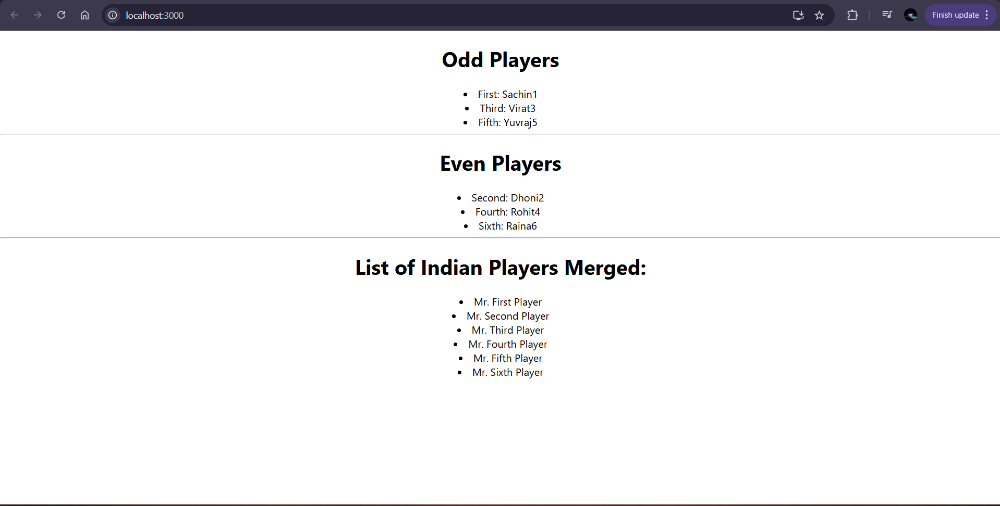 localhost:3000
Finish update
Odd Players
First: Sachin1
Third: Virat3
Fifth: Yuvraj5
Even Players
Second: Dhoni2
Fourth: Rohit4
Sixth: Raina6
List of Indian Players Merged:
Mr. First Player
Mr. Second Player
Mr. Third Player
Mr. Fourth Player
Mr. Fifth Player
Mr. Sixth Player